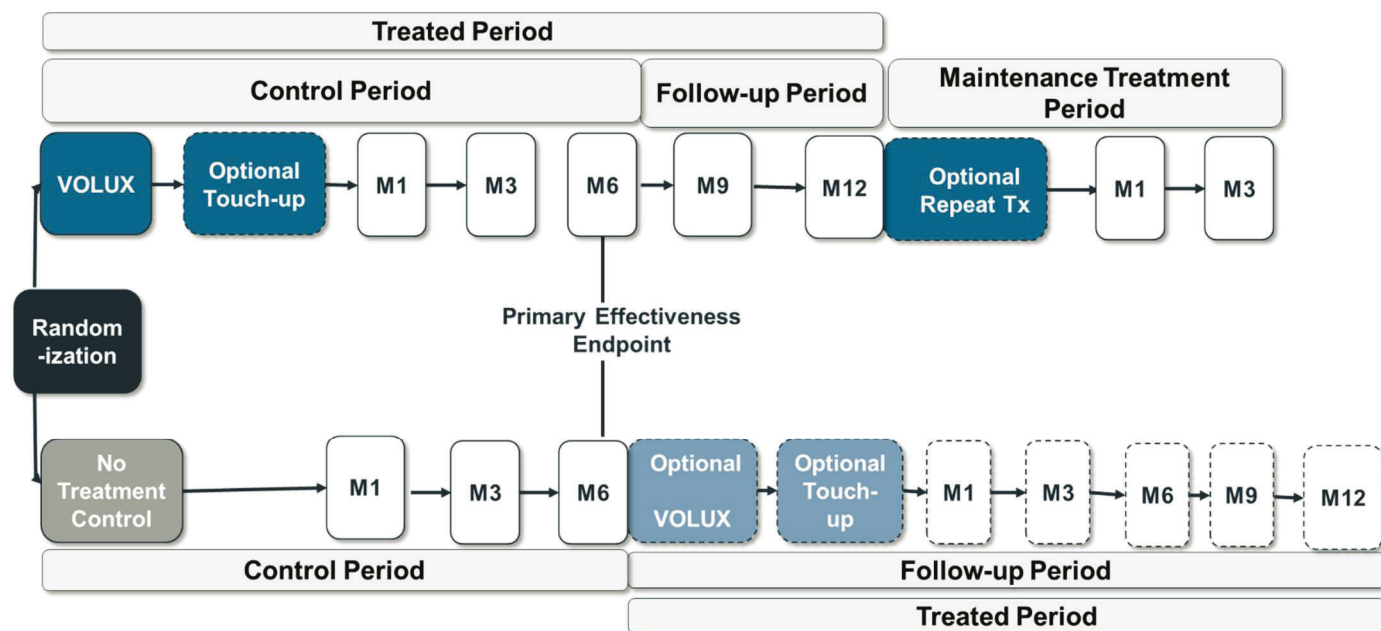 Treated Period
Control Period
Follow-up Period
Maintenance Treatment
Period
VOLUX
Optional
Touch-up
M1
M3
M6
M9
M12
Optional
Repeat Tx
M1
M3
Random
-ization
Primary Effectiveness
Endpoint
No
Treatment
Control
M1
M3
M6
Optional
VOLUX
Optional
Touch-
up
M1
M3
M6
M9
M12
Control Period
Follow-up Period
Treated Period